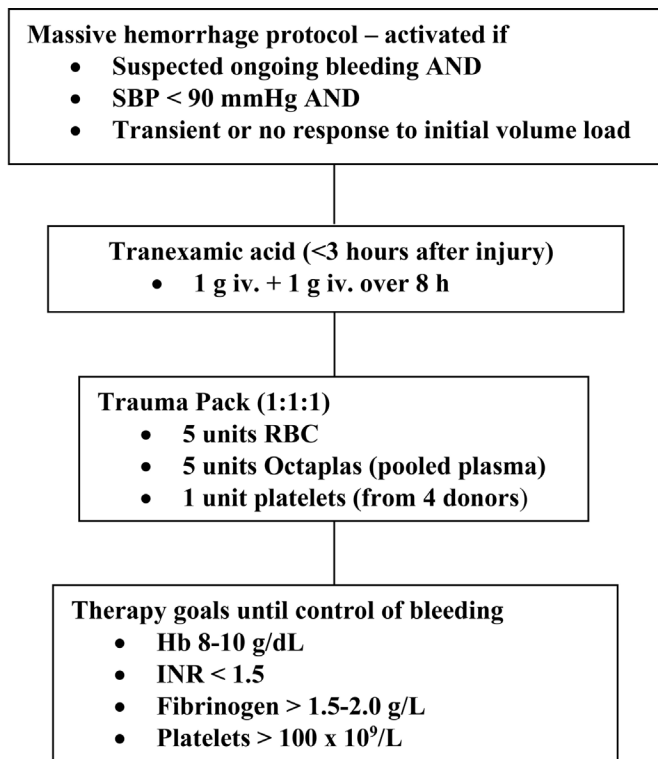 Massive hemorrhage protocol – activated if
• Suspected ongoing bleeding AND
• SBP < 90 mmHg AND
• Transient or no response to initial volume load
Tranexamic acid (<3 hours after injury)
• 1 g iv. + 1 g iv. over 8 h
Trauma Pack (1:1:1)
• 5 units RBC
• 5 units Octaplas (pooled plasma)
• 1 unit platelets (from 4 donors)
Therapy goals until control of bleeding
• Hb 8-10 g/dL
• INR < 1.5
• Fibrinogen > 1.5-2.0 g/L
• Platelets > 100 x 10⁹/L